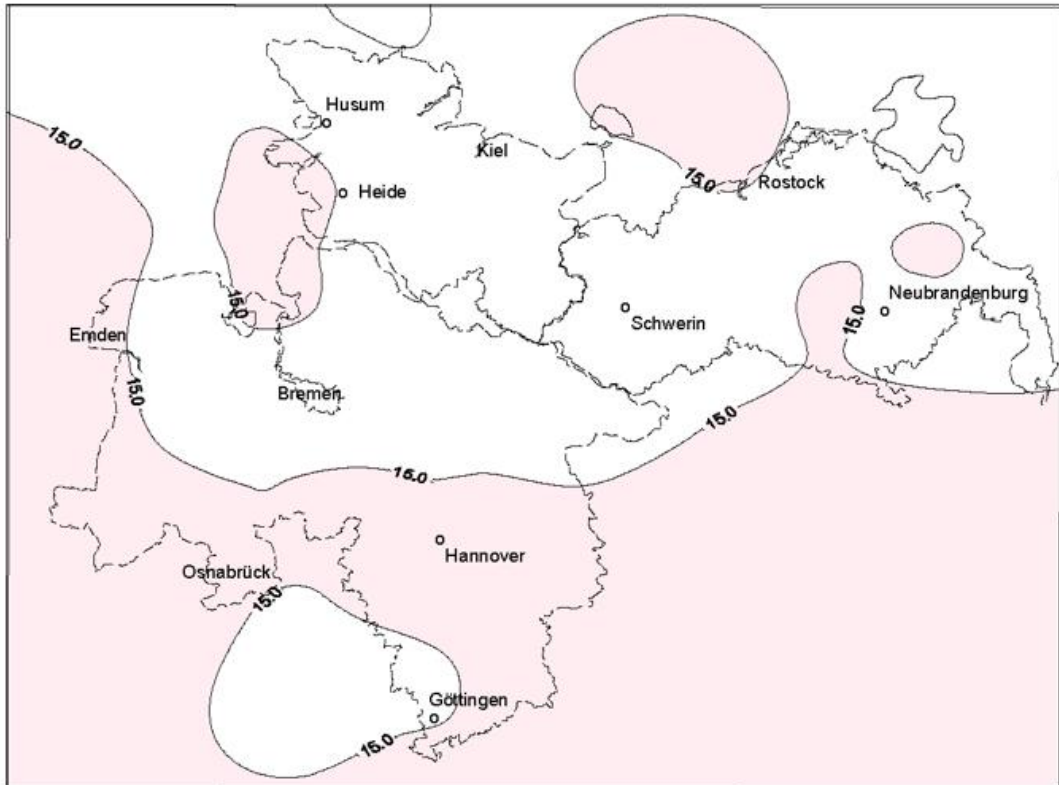 Husum
15.0
Kiel
Heide
15.0
Rostock
15.0
Neubrandenburg
Schwerin
15.0
Emden
15.0
Bremen
15.0
15.0
Hannover
Osnabrück
15.0
Göttingen
15.0